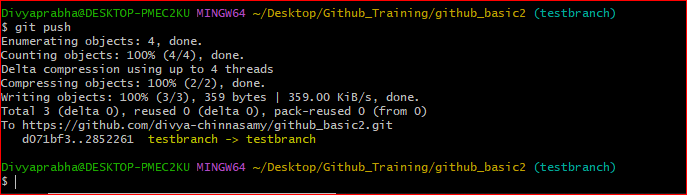 Divyaprabha@DESKTOP-PMEC2KU MINGW64 ~/Desktop/Github_Training/github_basic2 (testbranch)
$ git push
Enumerating objects: 4, done.
Counting objects: 100% (4/4), done.
Delta compression using up to 4 threads
Compressing objects: 100% (2/2), done.
Writing objects: 100% (3/3), 359 bytes | 359.00 KiB/s, done.
Total 3 (delta 0), reused 0 (delta 0), pack-reused 0 (from 0)
To https://github.com/divya-chinnasamy/github_basic2.git
   d071bf3..2852261  testbranch -> testbranch
Divyaprabha@DESKTOP-PMEC2KU MINGW64 ~/Desktop/Github_Training/github_basic2 (testbranch)
$